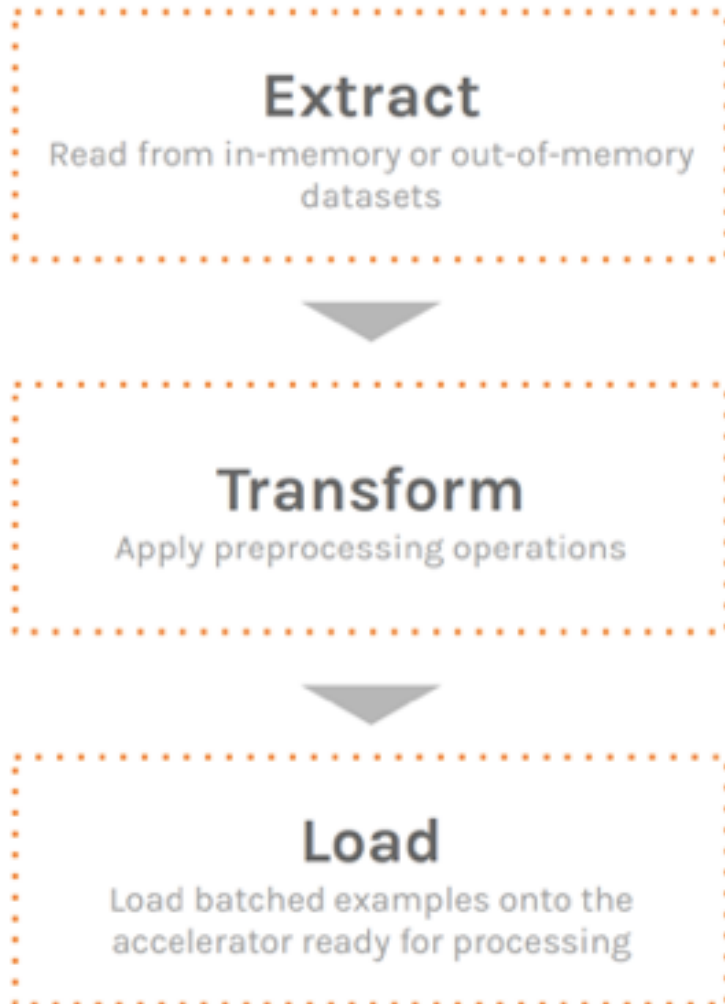 Extract
Read from in-memory or out-of-memory
datasets
Transform
Apply preprocessing operations
Load
Load batched examples onto the
accelerator ready for processing